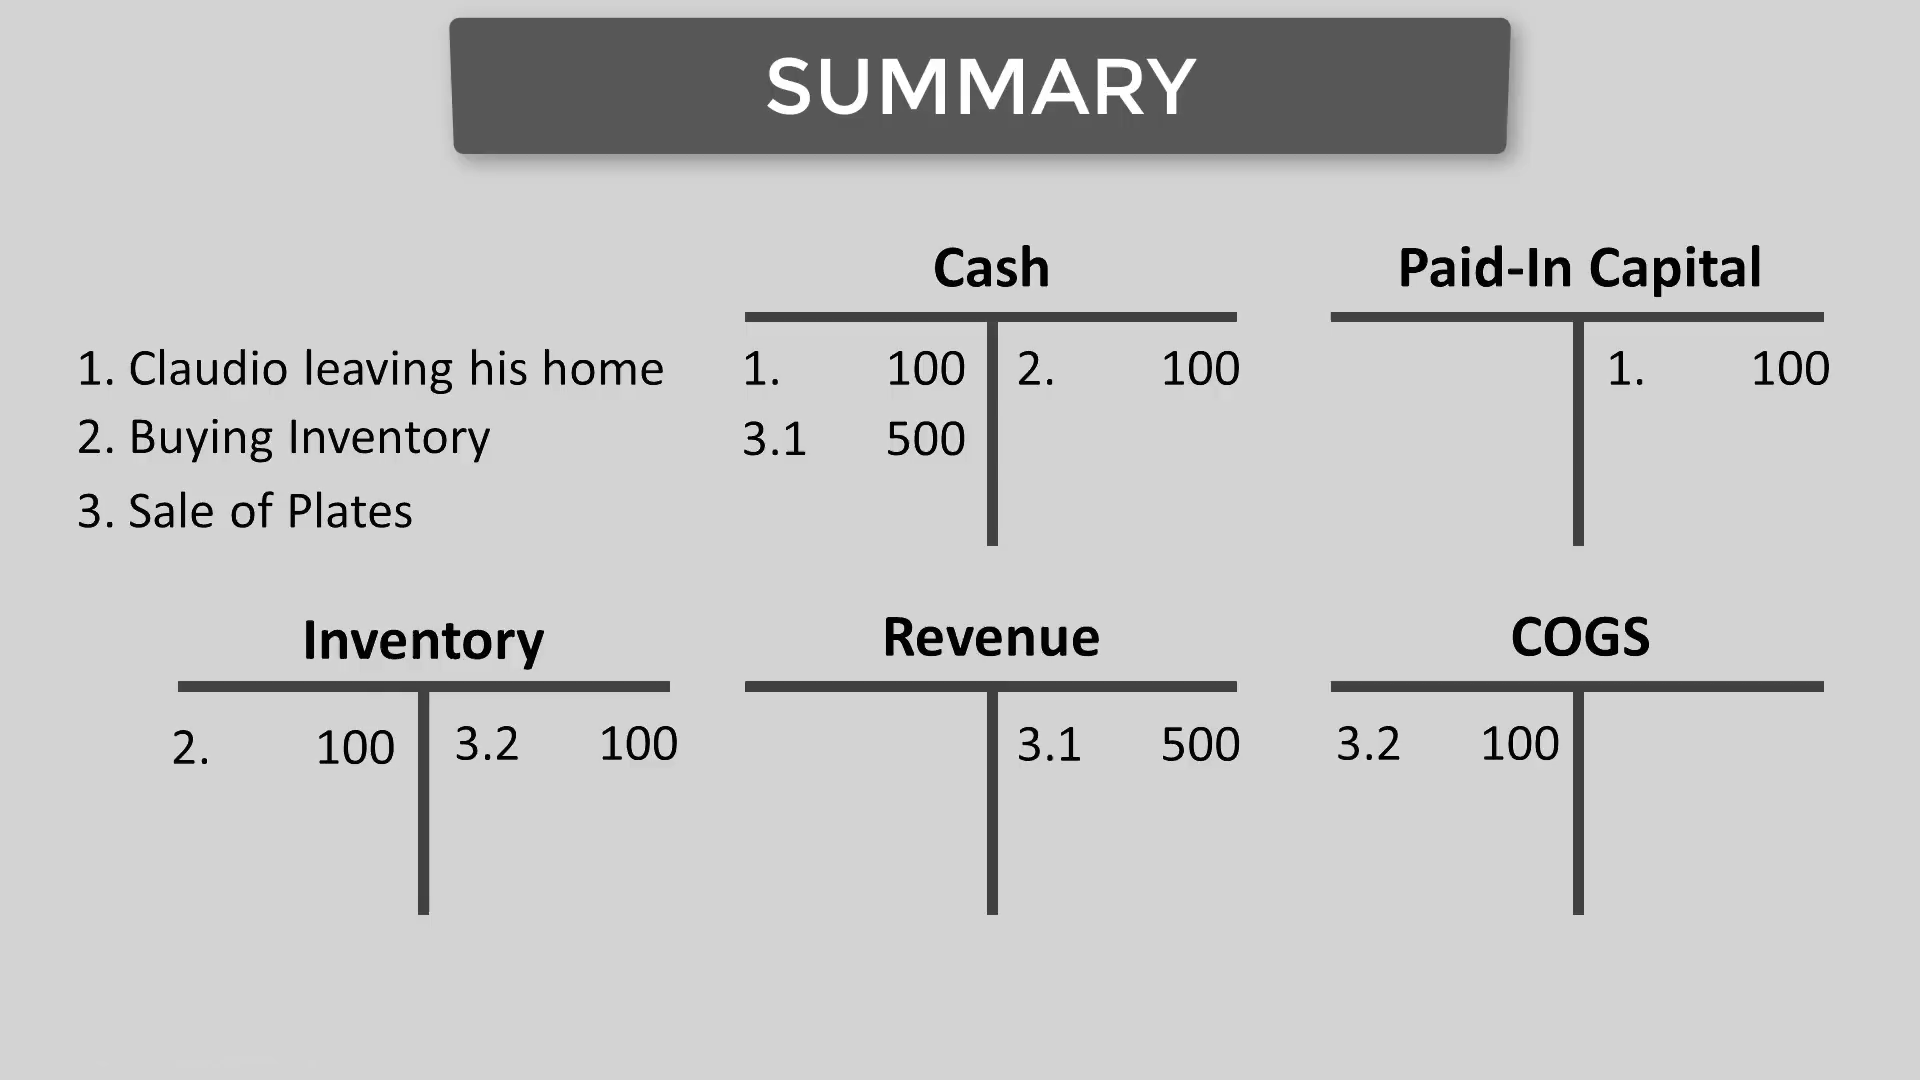 SUMMARY
Cash
Paid-In Capital
1. Claudio leaving his home
2. Buying Inventory
3. Sale of Plates
1. 100 2. 100
3.1 500
1. 100
Inventory
Revenue
COGS
2. 100 3.2 100
3.1 500
3.2 100